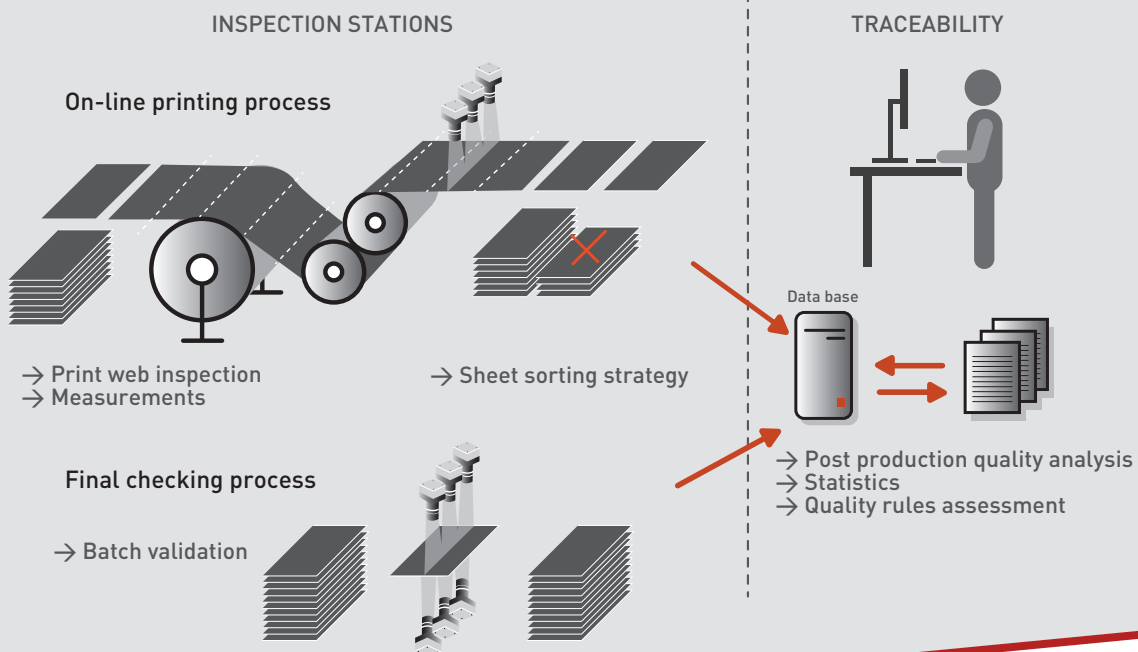 INSPECTION STATIONS
On-line printing process
→ Print web inspection
→ Measurements
→ Sheet sorting strategy
Final checking process
→ Batch validation
TRACEABILITY
Data base
→ Post production quality analysis
→ Statistics
→ Quality rules assessment